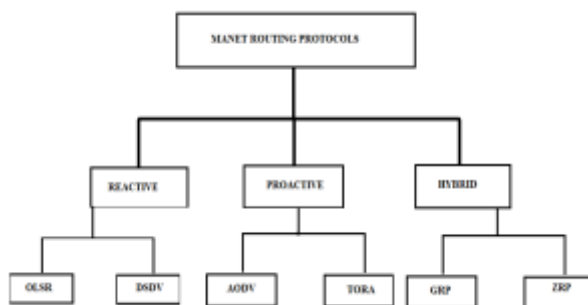 MANET ROUTING PROTOCOLS
REACTIVE
PROACTIVE
HYBRID
OLSR
DSDV
AODV
TORA
GRP
ZRP